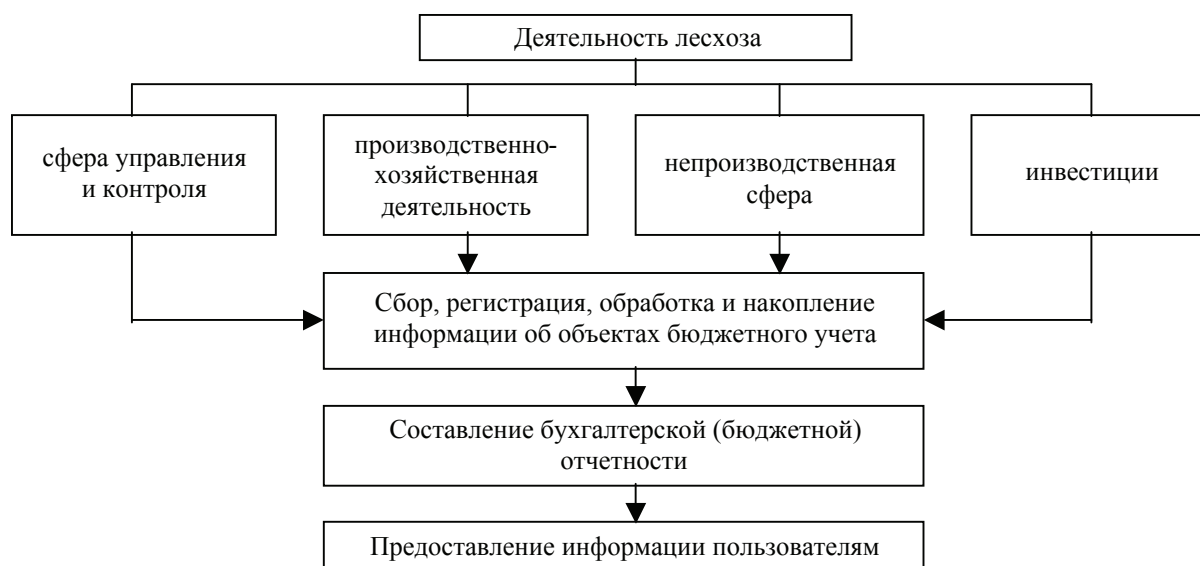 Деятельность лесхоза
сфера управления
и контроля
производственно-
хозяйственная
деятельность
непроизводственная
сфера
инвестиции
Сбор, регистрация, обработка и накопление
информации об объектах бюджетного учета
Составление бухгалтерской (бюджетной)
отчетности
Предоставление информации пользователям